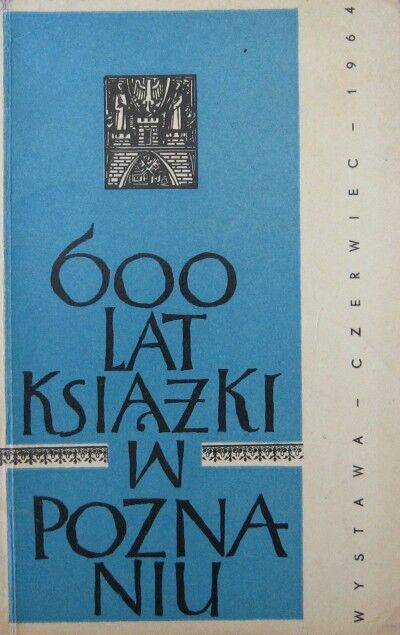 600
LAT
KSIĄŻKI
W
POZNA
NIU
WYSTAWA – CZERWIEC – 1964